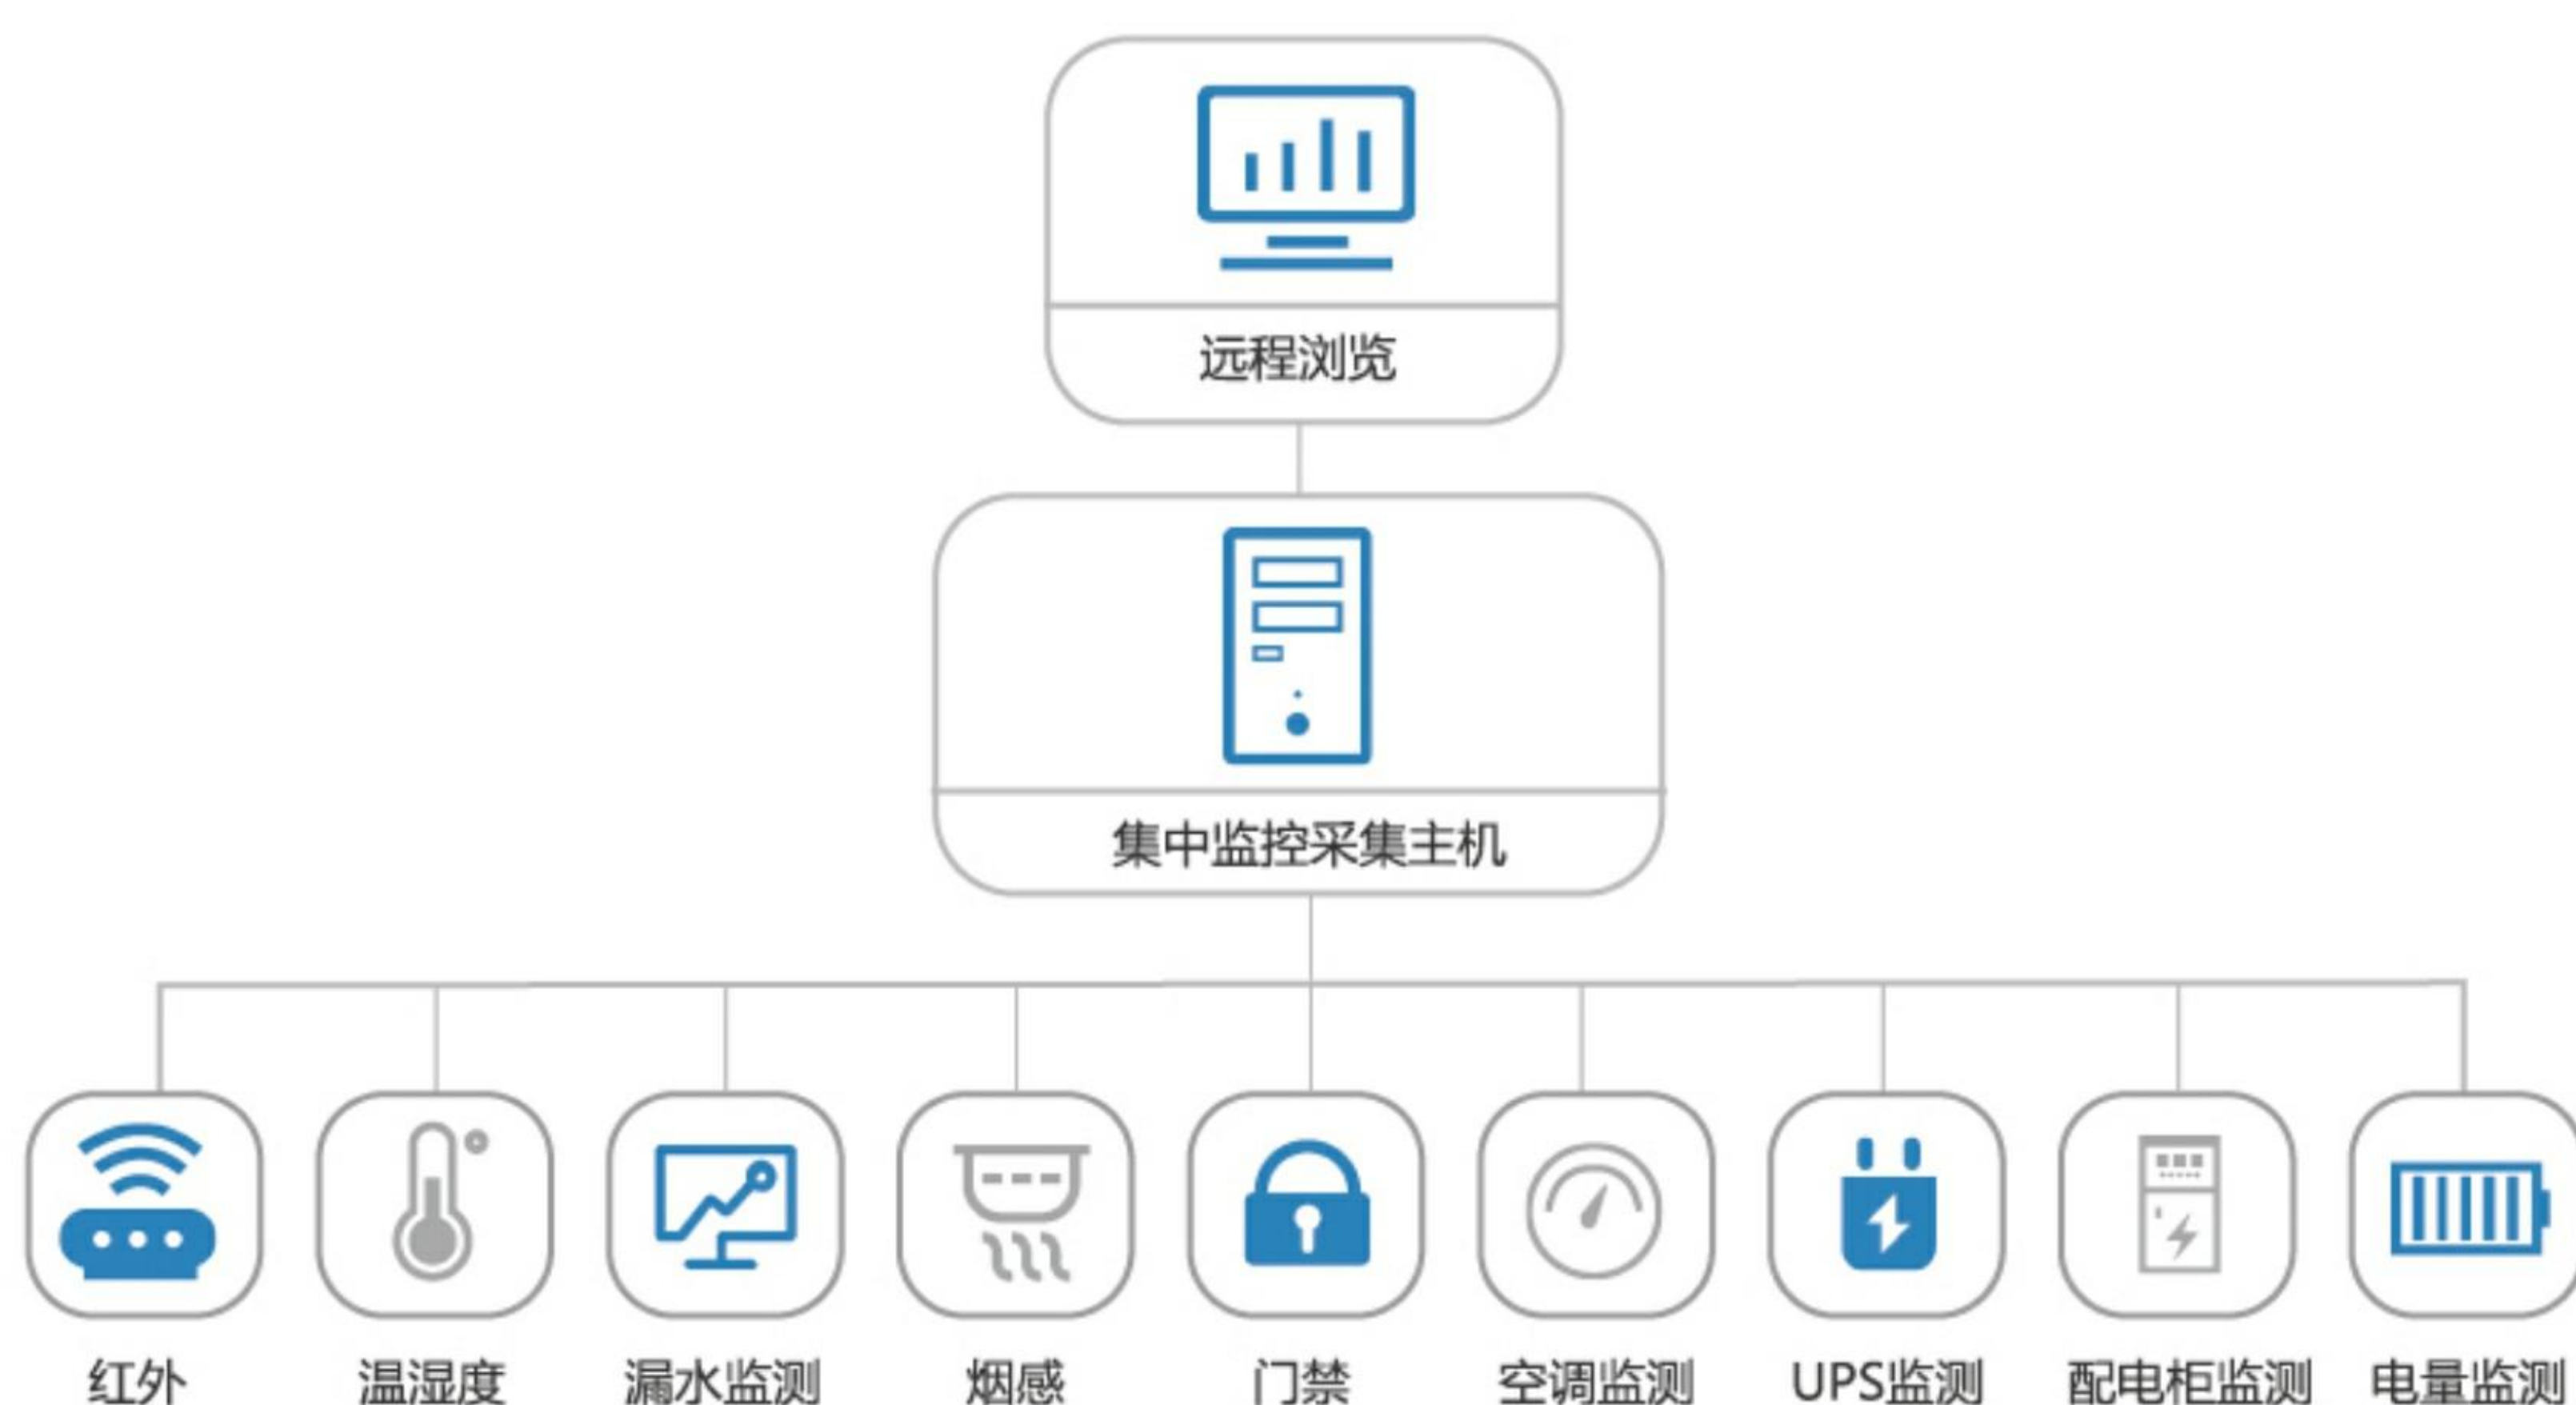 远程浏览
集中监控采集主机
红外
温湿度
漏水监测
烟感
门禁
空调监测
UPS监测
配电柜监测
电量监测